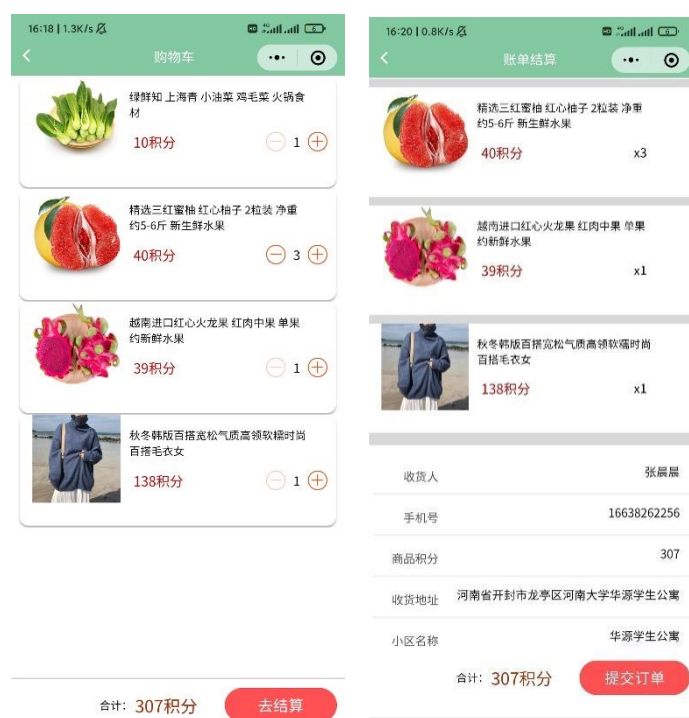 16:18 | 1.3K/s
HD 4G 6
购物车
绿鲜知 上海青 小油菜 鸡毛菜 火锅食
材
10积分
1
精选三红蜜柚 红心柚子 2粒装 净重
约5-6斤 新生鲜水果
40积分
3
越南进口红心火龙果 红肉中果 单果
约新鲜水果
39积分
1
秋冬韩版百搭宽松气质高领软糯时尚
百搭毛衣女
138积分
1
合计: 307积分
去结算
16:20 | 0.8K/s
HD 4G 6
账单结算
精选三红蜜柚 红心柚子 2粒装 净重
约5-6斤 新生鲜水果
40积分
x3
越南进口红心火龙果 红肉中果 单果
约新鲜水果
39积分
x1
秋冬韩版百搭宽松气质高领软糯时尚
百搭毛衣女
138积分
x1
收货人 张晨晨
手机号 16638262256
商品积分 307
收货地址 河南省开封市龙亭区河南大学华源学生公寓
小区名称 华源学生公寓
合计: 307积分
提交订单